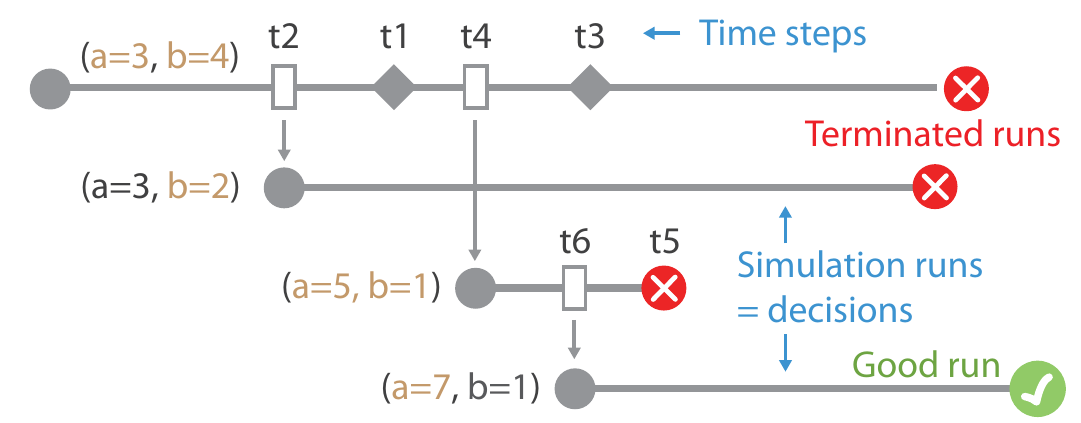 t2 t1 t4 t3
Time steps
(a=3, b=4)
Terminated runs
(a=3, b=2)
t6 t5
(a=5, b=1)
Simulation runs
= decisions
Good run
(a=7, b=1)